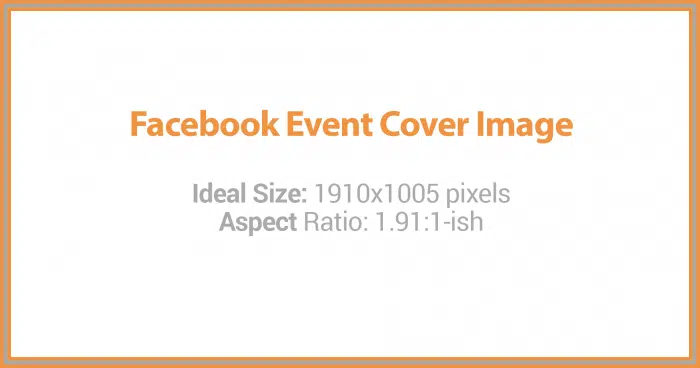 Facebook Event Cover Image
Ideal Size: 1910x1005 pixels
Aspect Ratio: 1.91:1-ish